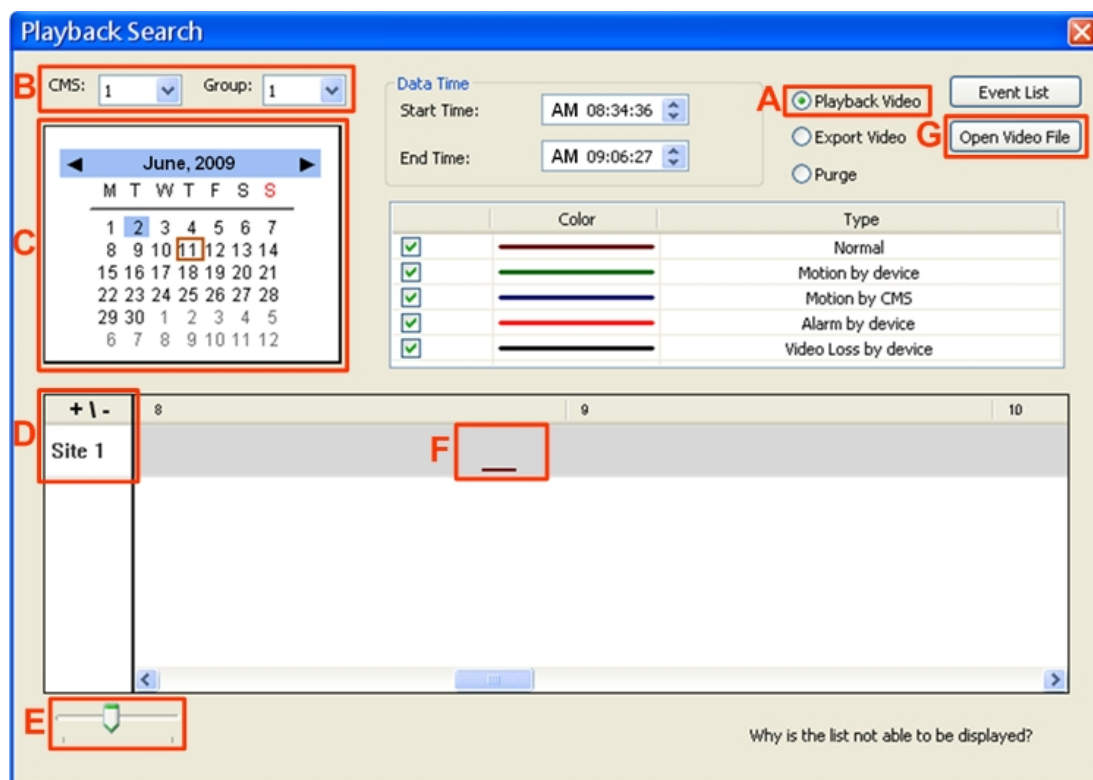 Playback Search
B CMS: 1 Group: 1
Data Time
Start Time: AM 08:34:36
End Time: AM 09:06:27
A Playback Video
Export Video
Purge
Event List
G Open Video File
C
June, 2009
M T W T F S S
1 2 3 4 5 6 7
8 9 10 11 12 13 14
15 16 17 18 19 20 21
22 23 24 25 26 27 28
29 30 1 2 3 4 5
6 7 8 9 10 11 12
Color Type
Normal
Motion by device
Motion by CMS
Alarm by device
Video Loss by device
D + \ - 8 9 10
Site 1
F
E
Why is the list not able to be displayed?